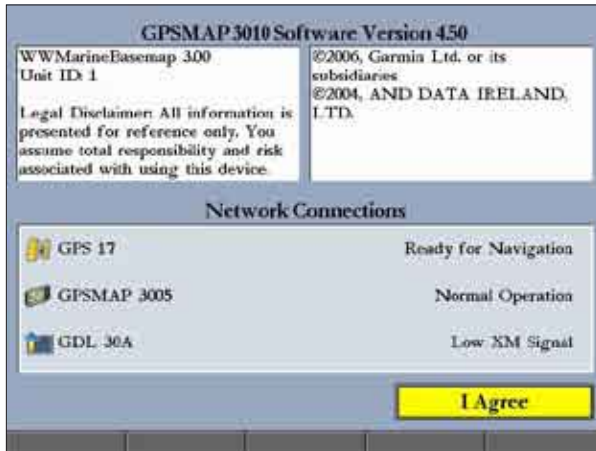 GPSMAP 3010 Software Version 4.50
WWMarineBasemap 3.00
Unit ID: 1
Legal Disclaimer: All information is
presented for reference only. You
assume total responsibility and risk
associated with using this device.
©2006, Garmin Ltd. or its
subsidiaries
©2004, AND DATA IRELAND,
LTD.
Network Connections
GPS 17
Ready for Navigation
GPSMAP 3005
Normal Operation
GDL 30A
Low XM Signal
I Agree